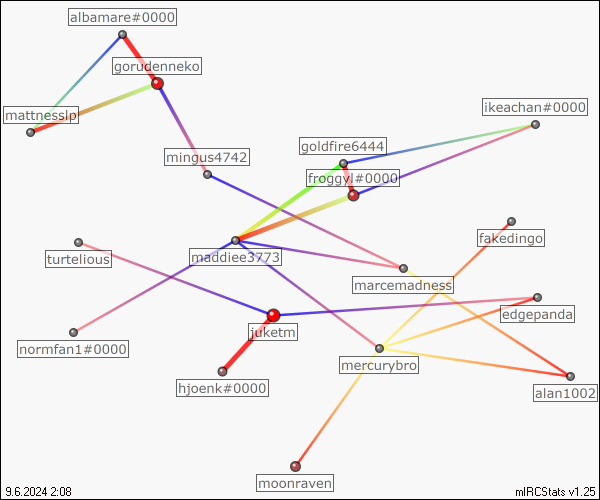 albamare#0000
gorudenneko
ikeachan#0000
mattnesslp
goldfire6444
mingus4742
froggyl#0000
fakedingo
turtelious
maddiee3773
marcemadness
edgepanda
juketm
normfan1#0000
mercurybro
hjoenk#0000
alan1002
moonraven
9.6.2024 2:08
mIRCStats v1.25